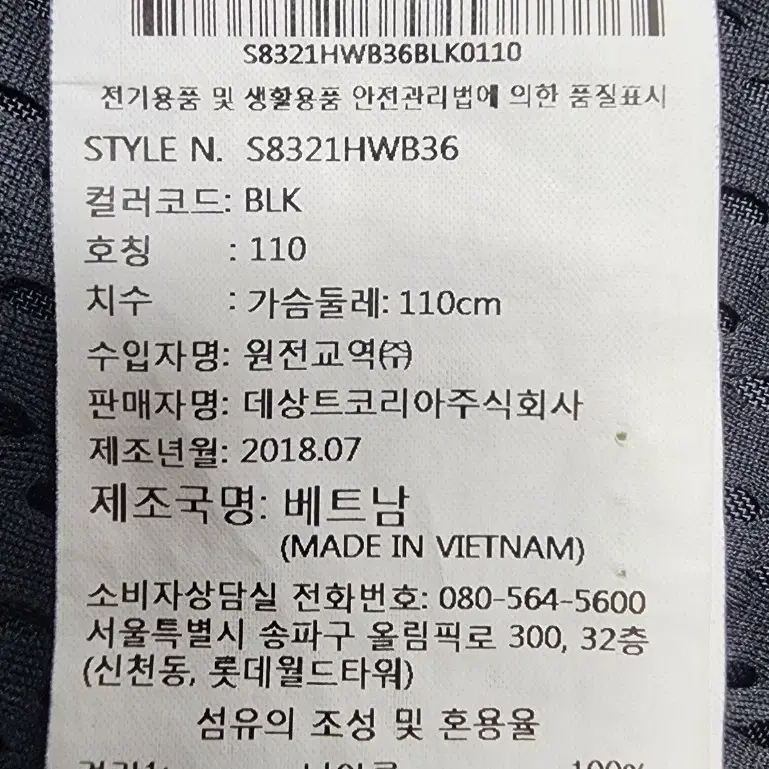 S8321HWB36BLK0110
전기용품 및 생활용품 안전관리법에 의한 품질표시
STYLE N. S8321HWB36
컬러코드: BLK
호칭 : 110
치수 : 가슴둘레: 110cm
수입자명: 원전교역㈜
판매자명: 데상트코리아주식회사
제조년월: 2018.07
제조국명: 베트남
(MADE IN VIETNAM)
소비자상담실 전화번호: 080-564-5600
서울특별시 송파구 올림픽로 300, 32층
(신천동, 롯데월드타워)
섬유의 조성 및 혼용율